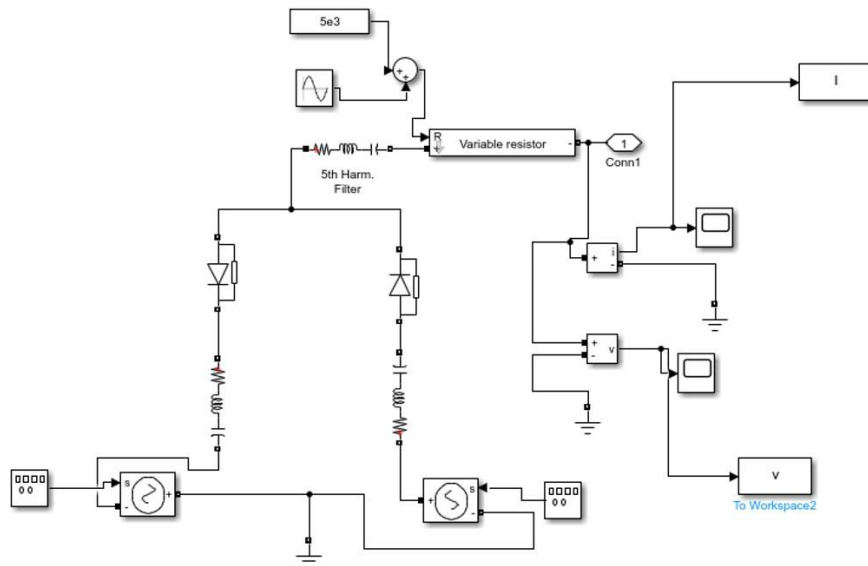 5e3
+
+
I
R
+
Variable resistor
-
1
Conn1
5th Harm.
Filter
+
i
-
+
-
v
s
+
-
+
s
-
v
To Workspace2